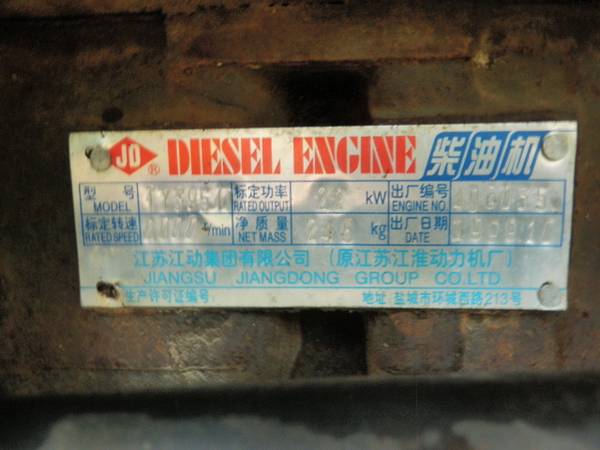 JD ® DIESEL ENGINE 柴油机
型号 标定功率 kW 出厂编号
MODEL RATED OUTPUT ENGINE NO.
标定转速 净质量 出厂日期
RATED SPEED r/min NET MASS kg DATE
江苏江动集团有限公司 (原江苏江淮动力机厂)
JIANGSU JIANGDONG GROUP CO.LTD
生产许可证编号: 地址: 盐城市环城西路213号